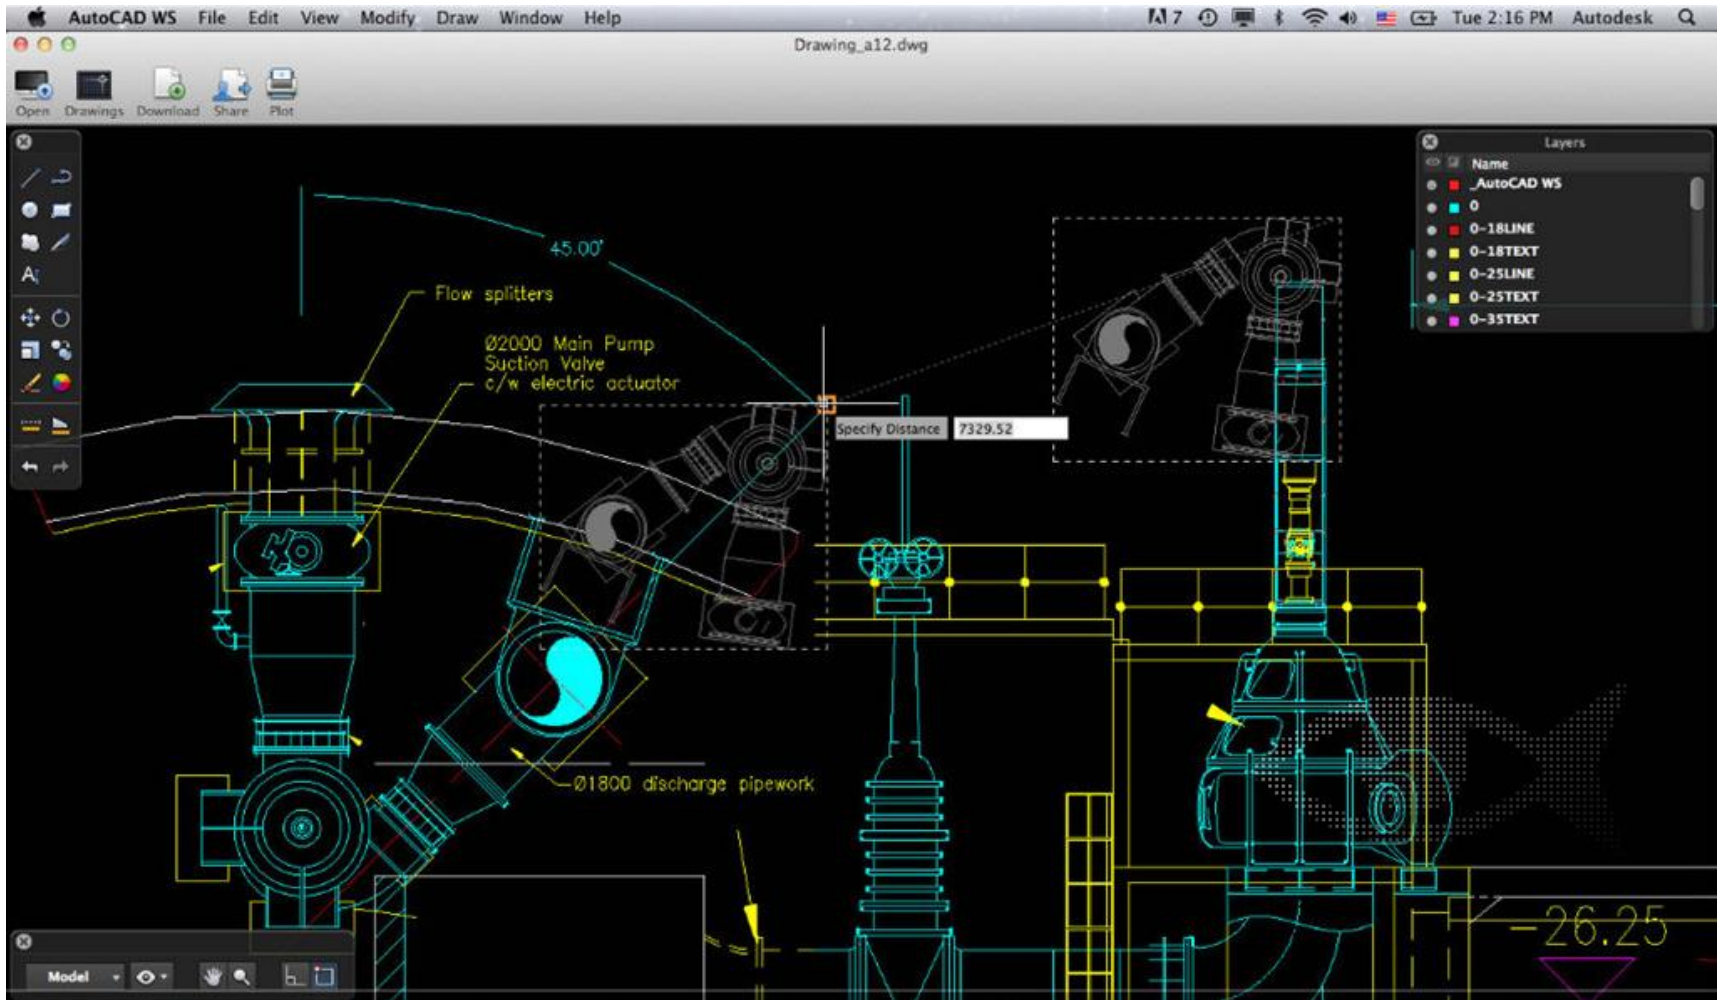 AutoCAD WS File Edit View Modify Draw Window Help
7 Tue 2:16 PM Autodesk
Drawing_a12.dwg
Open Drawings Download Share Plot
Layers
Name
_AutoCAD WS
0
0-18LINE
0-18TEXT
0-25LINE
0-25TEXT
0-35TEXT
A
45.00'
Flow splitters
Ø2000 Main Pump
Suction Valve
c/w electric actuator
Specify Distance 7329.52
Ø1800 discharge pipework
-26.25
Model